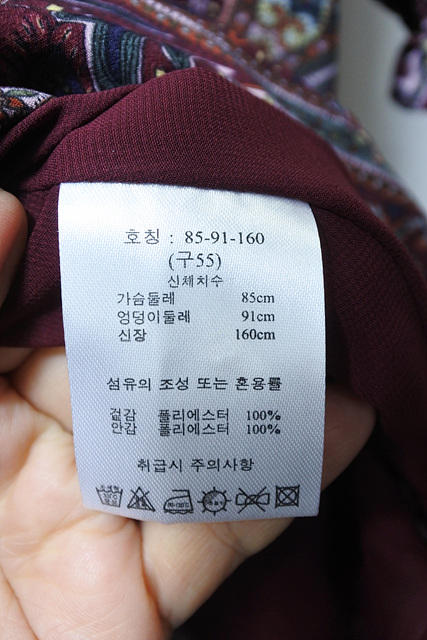 호칭 : 85-91-160
(구55)
신체치수
가슴둘레 85cm
엉덩이둘레 91cm
신장 160cm
섬유의 조성 또는 혼용률
겉감 폴리에스터 100%
안감 폴리에스터 100%
취급시 주의사항